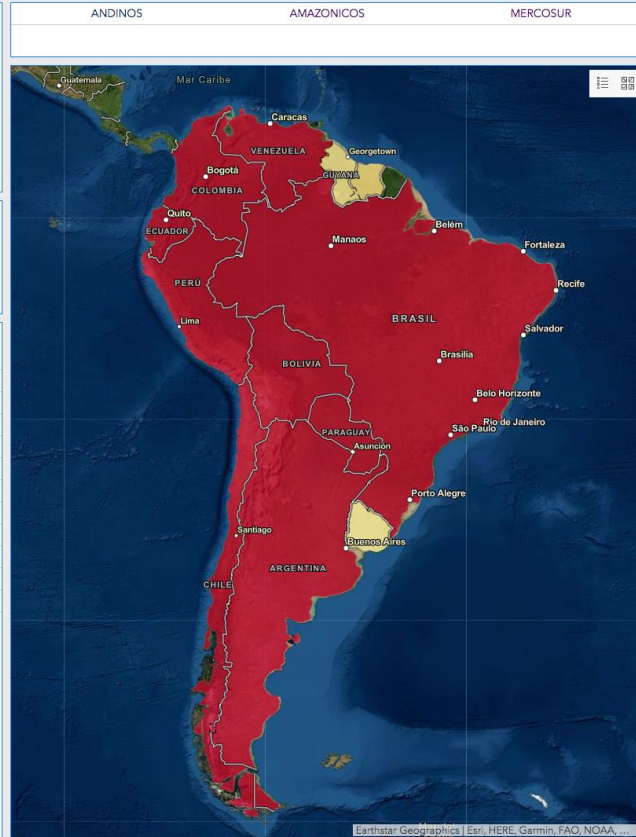 ANDINOS AMAZONICOS MERCOSUR
Guatemala
Mar Caribe
Caracas
VENEZUELA
Georgetown
GUYANA
Bogotá
COLOMBIA
Quito
ECUADOR
Belém
Manaos
Fortaleza
PERÚ
Recife
Lima
BRASIL
Salvador
Brasilia
BOLIVIA
Belo Horizonte
Río de Janeiro
São Paulo
PARAGUAY
Asunción
Porto Alegre
Santiago
Buenos Aires
ARGENTINA
CHILE
Earthstar Geographics | Esri, HERE, Garmin, FAO, NOAA, ...